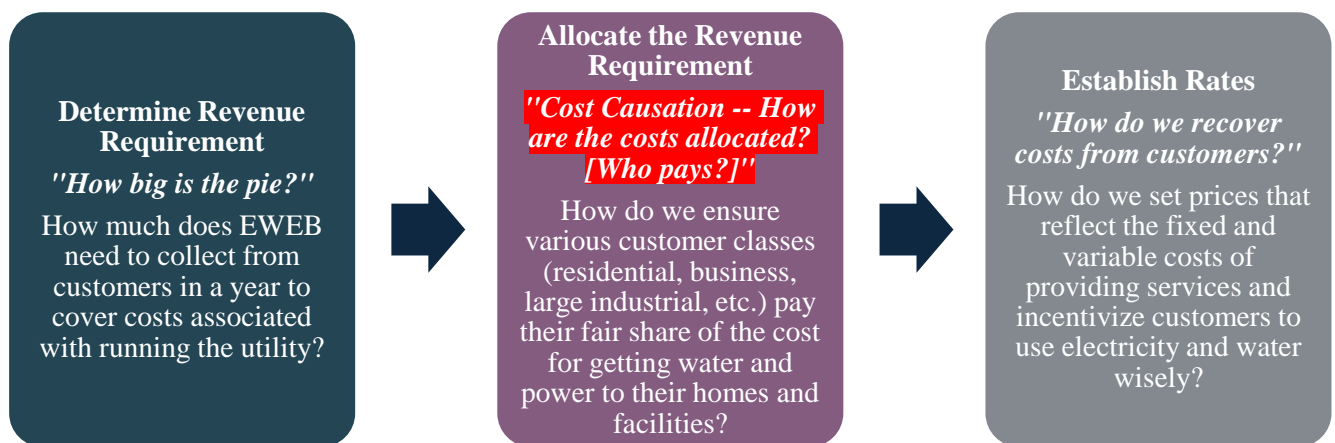 Determine Revenue
Requirement
"How big is the pie?"
How much does EWEB
need to collect from
customers in a year to
cover costs associated
with running the utility?
Allocate the Revenue
Requirement
"Cost Causation -- How
are the costs allocated?
[Who pays?]"
How do we ensure
various customer classes
(residential, business,
large industrial, etc.) pay
their fair share of the cost
for getting water and
power to their homes and
facilities?
Establish Rates
"How do we recover
costs from customers?"
How do we set prices that
reflect the fixed and
variable costs of
providing services and
incentivize customers to
use electricity and water
wisely?